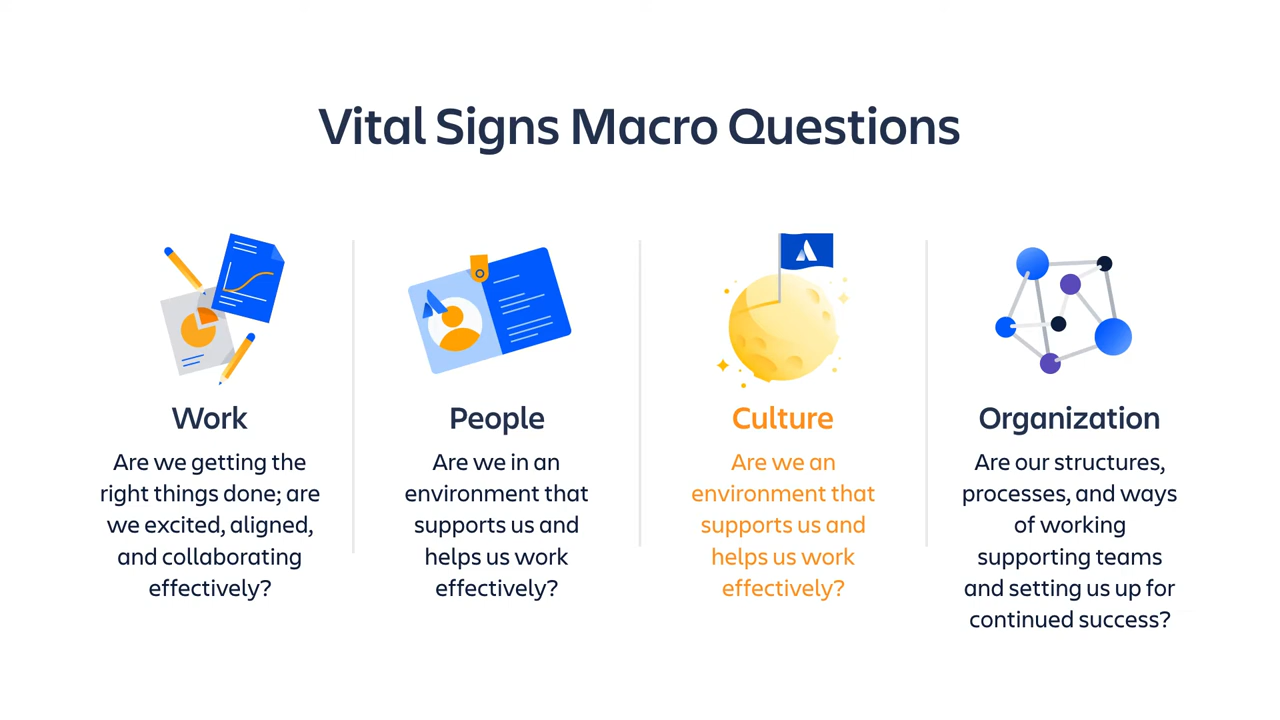 Vital Signs Macro Questions
Work
Are we getting the
right things done; are
we excited, aligned,
and collaborating
effectively?
People
Are we in an
environment that
supports us and
helps us work
effectively?
Culture
Are we an
environment that
supports us and
helps us work
effectively?
Organization
Are our structures,
processes, and ways
of working
supporting teams
and setting us up for
continued success?